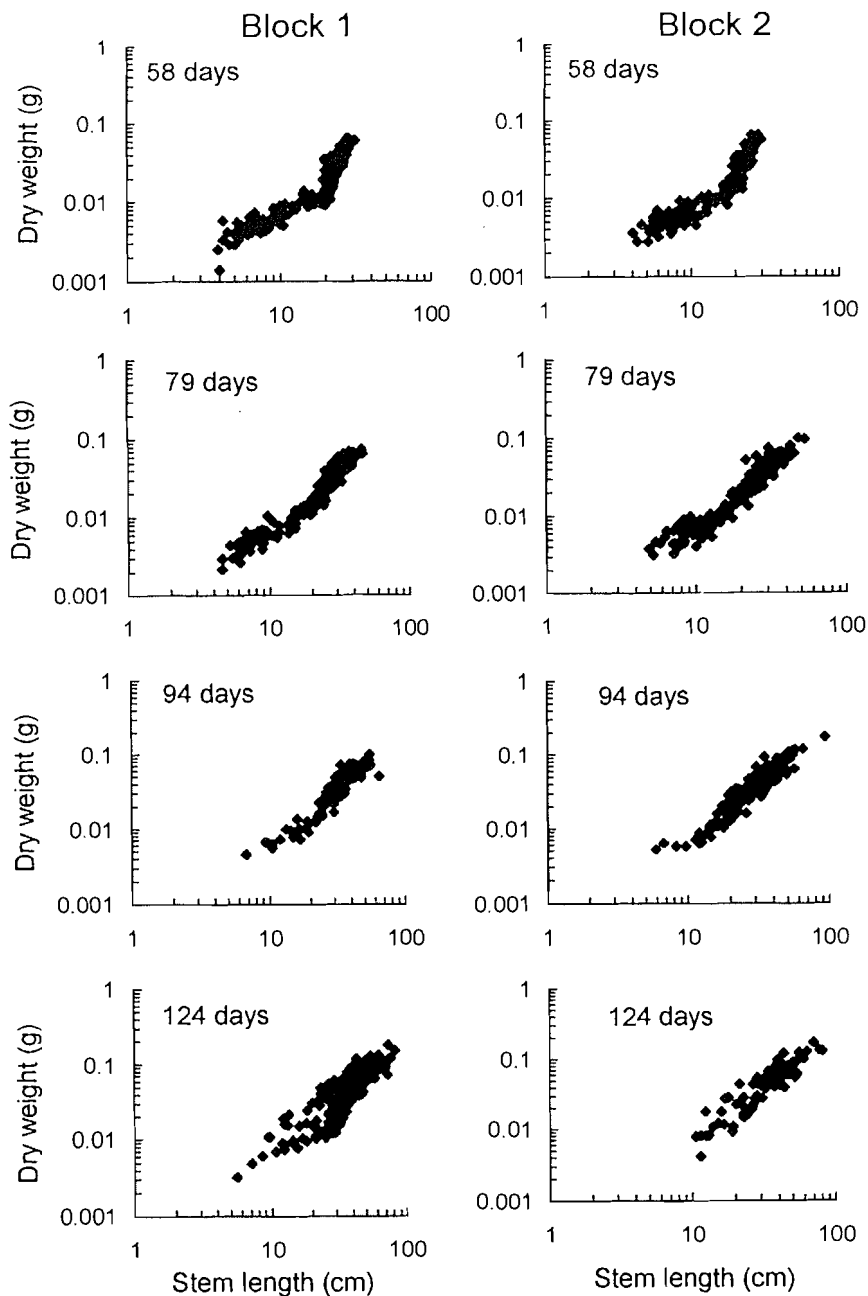 Block 1 Block 2
58 days 58 days
Dry weight (g)
1 1
0.1 0.1
0.01 0.01
0.001 0.001
1 10 100 1 10 100
79 days 79 days
Dry weight (g)
1 1
0.1 0.1
0.01 0.01
0.001 0.001
1 10 100 1 10 100
94 days 94 days
Dry weight (g)
1 1
0.1 0.1
0.01 0.01
0.001 0.001
1 10 100 1 10 100
124 days 124 days
Dry weight (g)
1 1
0.1 0.1
0.01 0.01
0.001 0.001
1 10 100 1 10 100
Stem length (cm) Stem length (cm)